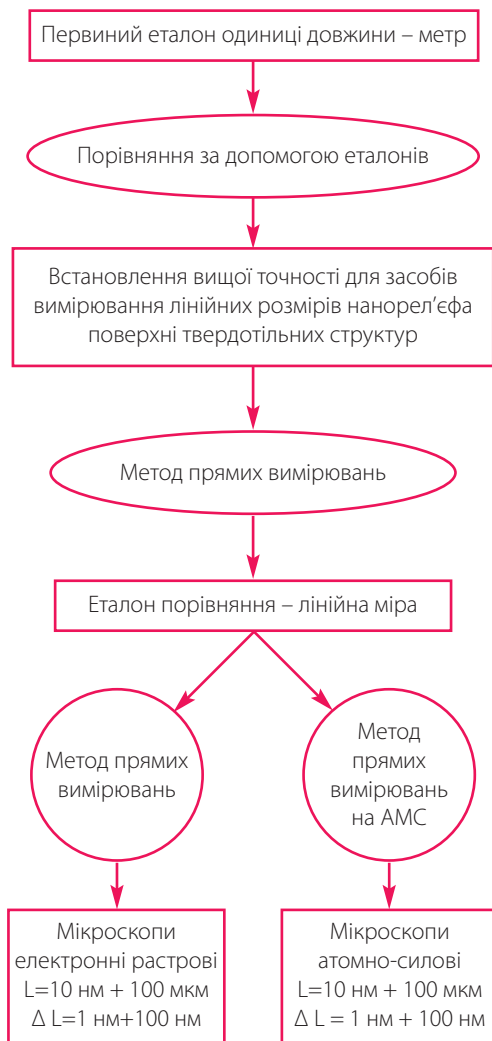 Первиний еталон одиниці довжини – метр
Порівняння за допомогою еталонів
Встановлення вищої точності для засобів
вимірювання лінійних розмірів нанорел’єфа
поверхні твердотільних структур
Метод прямих вимірювань
Еталон порівняння – лінійна міра
Метод прямих
вимірювань
Метод
прямих
вимірювань
на АМС
Мікроскопи
електронні растрові
L=10 нм + 100 мкм
Δ L=1 нм+100 нм
Мікроскопи
атомно-силові
L=10 нм + 100 мкм
Δ L = 1 нм + 100 нм